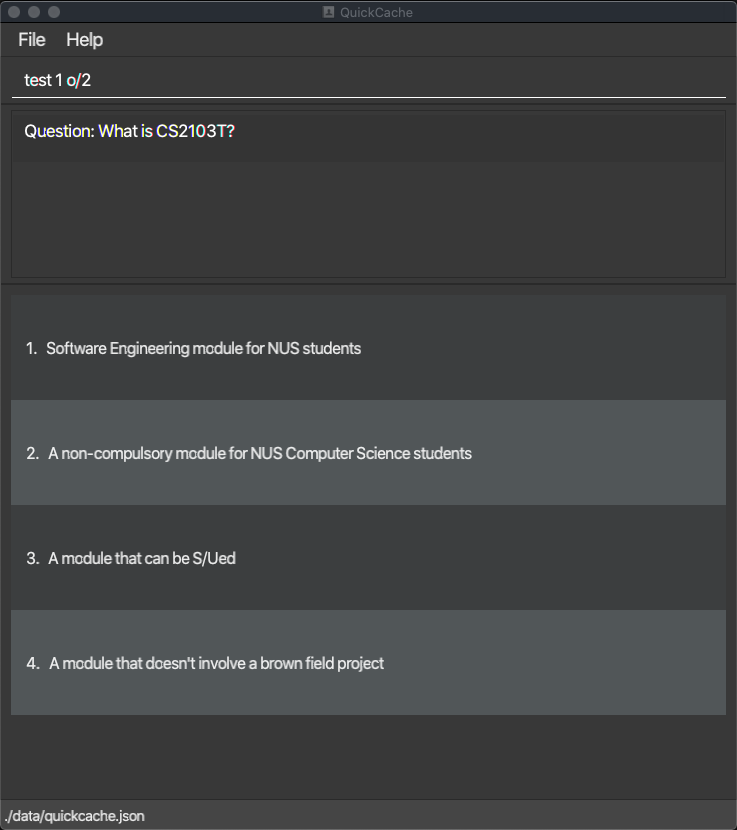 QuickCache
File Help
test 1 o/2
Question: What is CS2103T?
1. Software Engineering module for NUS students
2. A non-compulsory module for NUS Computer Science students
3. A module that can be S/Ued
4. A module that doesn't involve a brown field project
./data/quickcache.json